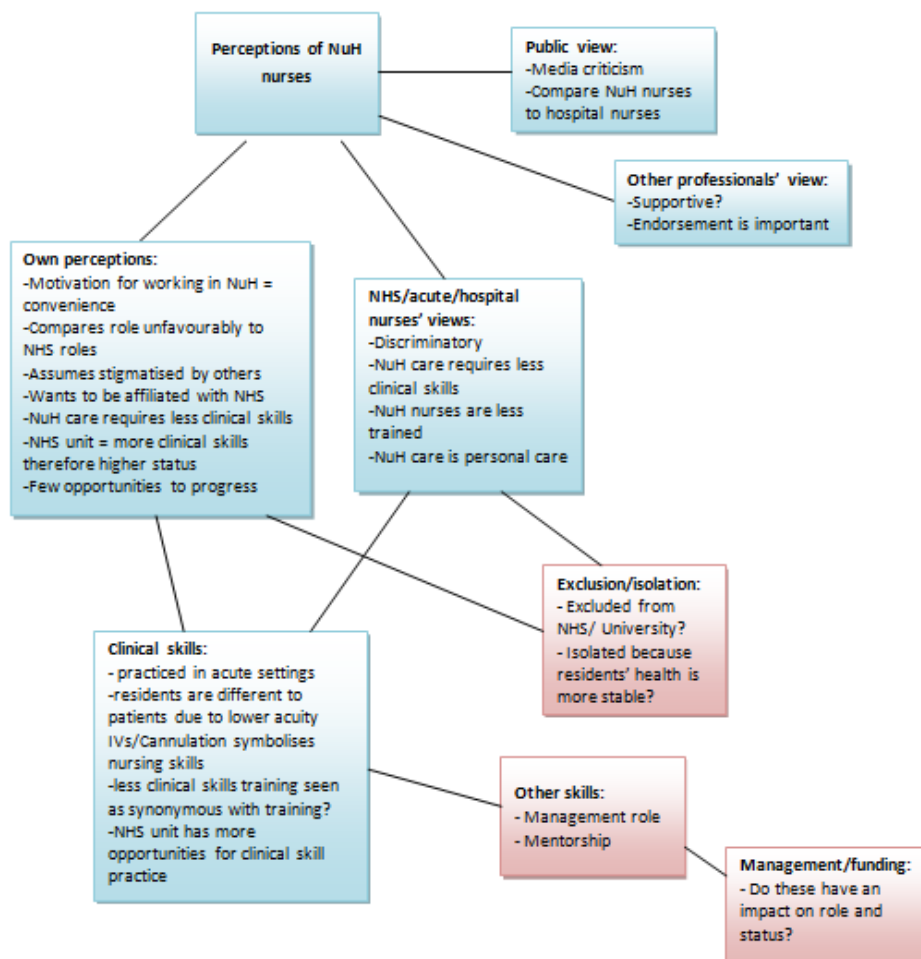 Perceptions of NuH
nurses
Public view:
-Media criticism
-Compare NuH nurses
to hospital nurses
Other professionals' view:
-Supportive?
-Endorsement is important
Own perceptions:
-Motivation for working in NuH =
convenience
-Compares role unfavourably to
NHS roles
-Assumes stigmatised by others
-Wants to be affiliated with NHS
-NuH care requires less clinical skills
-NHS unit = more clinical skills
therefore higher status
-Few opportunities to progress
NHS/acute/hospital
nurses' views:
-Discriminatory
-NuH care requires less
clinical skills
-NuH nurses are less
trained
-NuH care is personal care
Exclusion/isolation:
- Excluded from
NHS/ University?
- Isolated because
residents' health is
more stable?
Clinical skills:
- practiced in acute settings
-residents are different to
patients due to lower acuity
IVs/Cannulation symbolises
nursing skills
-less clinical skills training seen
as synonymous with training?
-NHS unit has more
opportunities for clinical skill
practice
Other skills:
- Management role
- Mentorship
Management/funding:
- Do these have an
impact on role and
status?